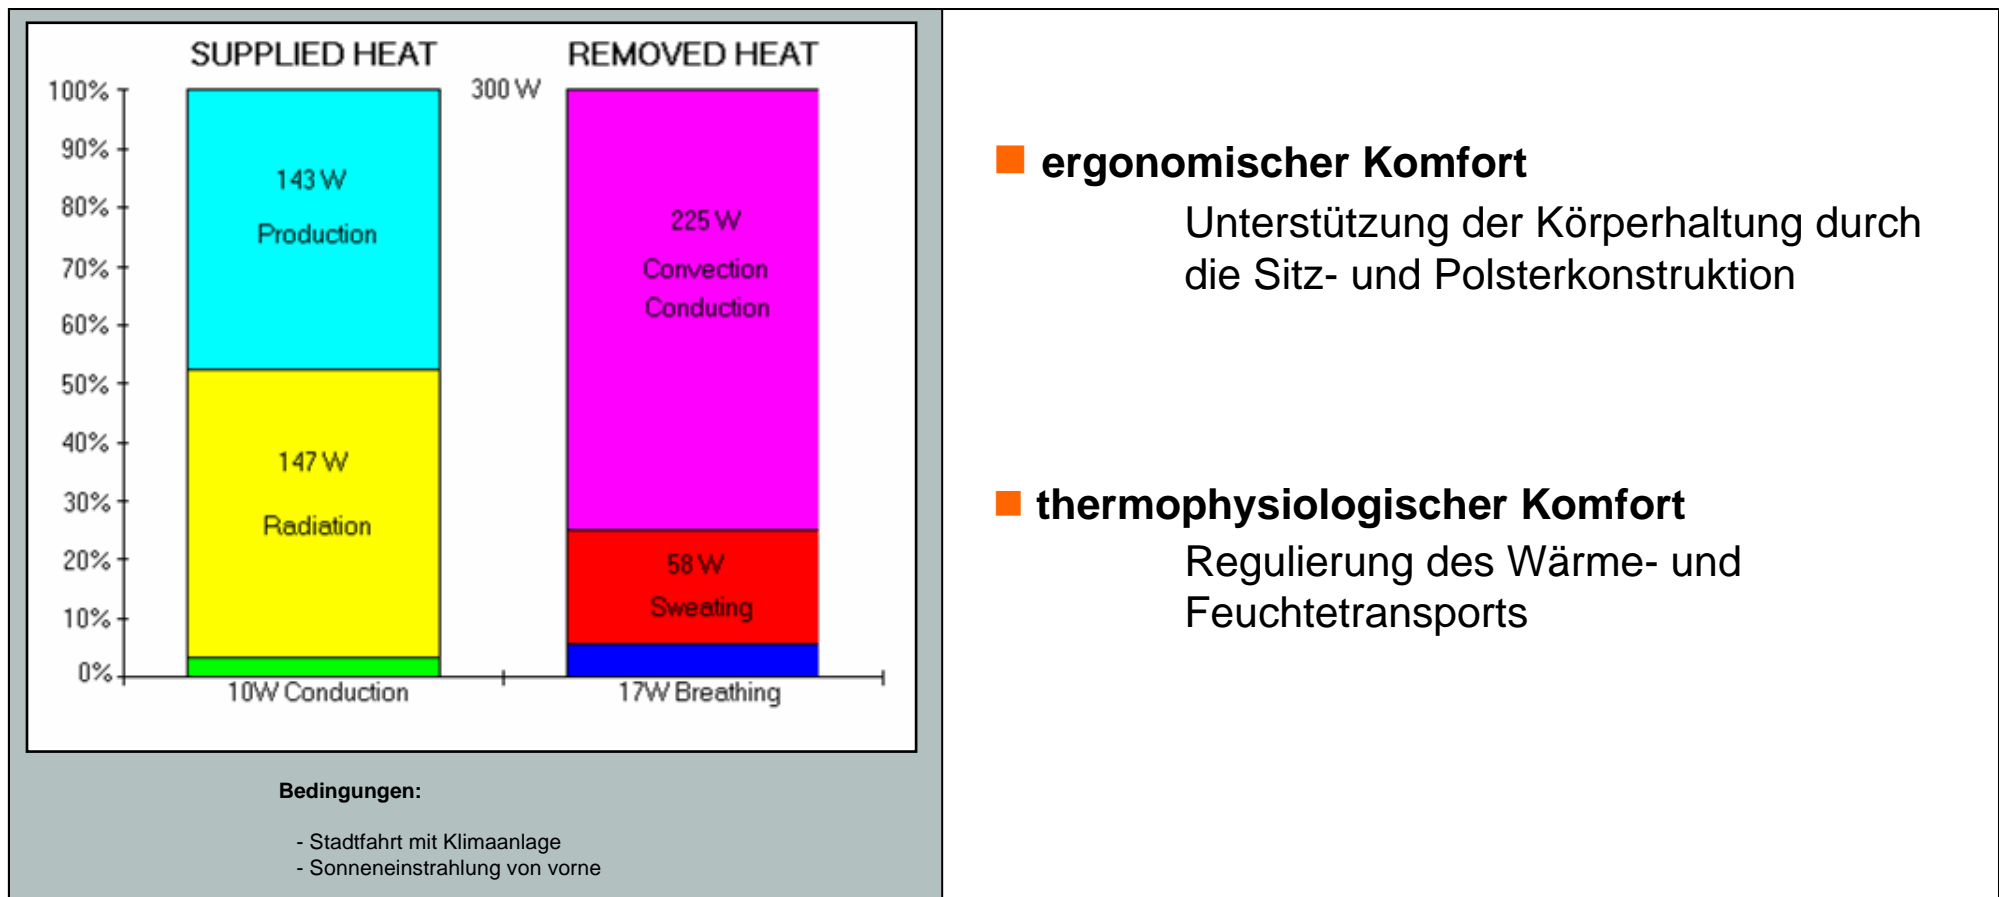 SUPPLIED HEAT
REMOVED HEAT
100%
90%
80%
70%
60%
50%
40%
30%
20%
10%
0%
300 W
143 W
Production
147 W
Radiation
10W Conduction
225 W
Convection
Conduction
58 W
Sweating
17W Breathing
Bedingungen:
- Stadtfahrt mit Klimaanlage
- Sonneneinstrahlung von vorne
ergonomischer Komfort
Unterstützung der Körperhaltung durch
die Sitz- und Polsterkonstruktion
thermophysiologischer Komfort
Regulierung des Wärme- und
Feuchtetransports